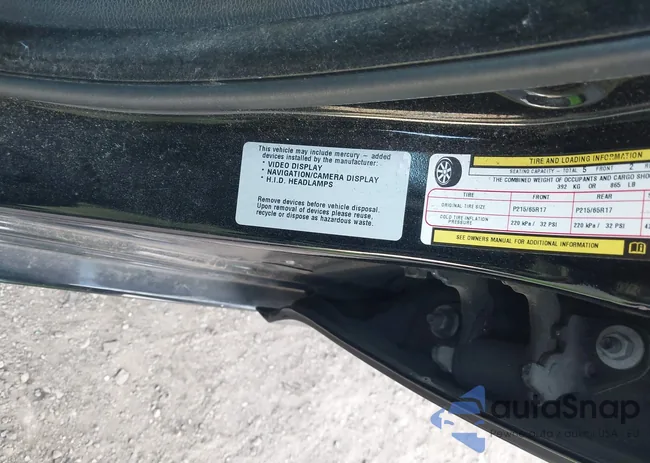 This vehicle may include mercury – added
devices installed by the manufacturer:
• VIDEO DISPLAY
• NAVIGATION/CAMERA DISPLAY
• H.I.D. HEADLAMPS
Remove devices before vehicle disposal.
Upon removal of devices please reuse,
recycle or dispose as hazardous waste.
TIRE AND LOADING INFORMATION
SEATING CAPACITY – TOTAL 5 FRONT 2
THE COMBINED WEIGHT OF OCCUPANTS AND CARGO SHO
392 KG OR 865 LB
TIRE FRONT REAR
ORIGINAL TIRE SIZE P215/65R17 P215/65R17
COLD TIRE INFLATION PRESSURE 220 kPa / 32 PSI 220 kPa / 32 PSI
SEE OWNERS MANUAL FOR ADDITIONAL INFORMATION
autaSnap